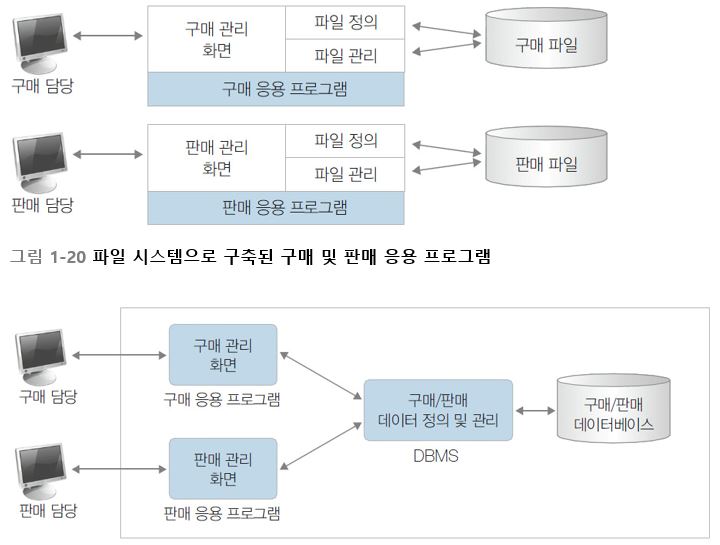 구매 담당
구매 관리
화면
파일 정의
파일 관리
구매 응용 프로그램
구매 파일
판매 담당
판매 관리
화면
파일 정의
파일 관리
판매 응용 프로그램
판매 파일
그림 1-20 파일 시스템으로 구축된 구매 및 판매 응용 프로그램
구매 담당
구매 관리
화면
구매 응용 프로그램
판매 담당
판매 관리
화면
판매 응용 프로그램
구매/판매
데이터 정의 및 관리
DBMS
구매/판매
데이터베이스